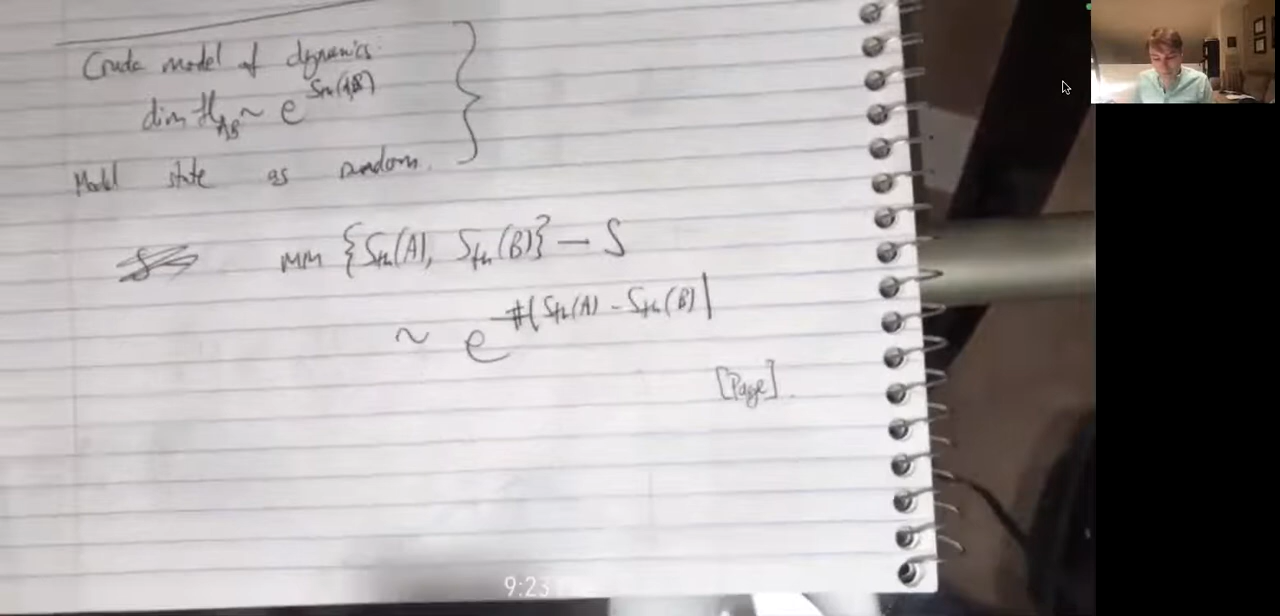 Crude model of dynamics:
dim H_AB ~ e^{S_th(AB)}
Model state as random.
min {S_th(A), S_th(B)} — S
~ e^{-#|S_th(A) - S_th(B)|}
[Page].
9:23